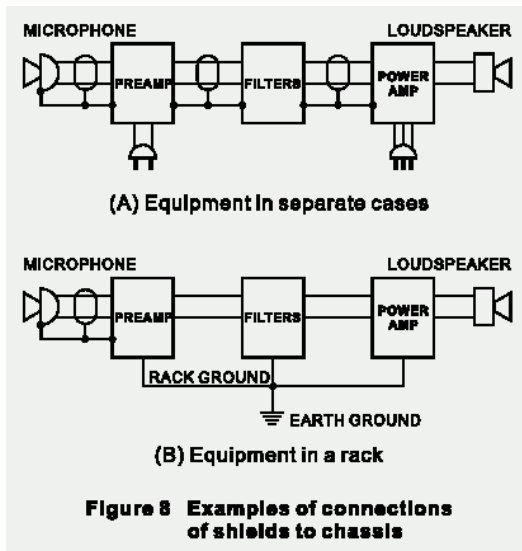 MICROPHONE LOUDSPEAKER
PREAMP FILTERS POWER AMP
(A) Equipment in separate cases
MICROPHONE LOUDSPEAKER
PREAMP FILTERS POWER AMP
RACK GROUND
EARTH GROUND
(B) Equipment in a rack
Figure 8 Examples of connections
of shields to chassis